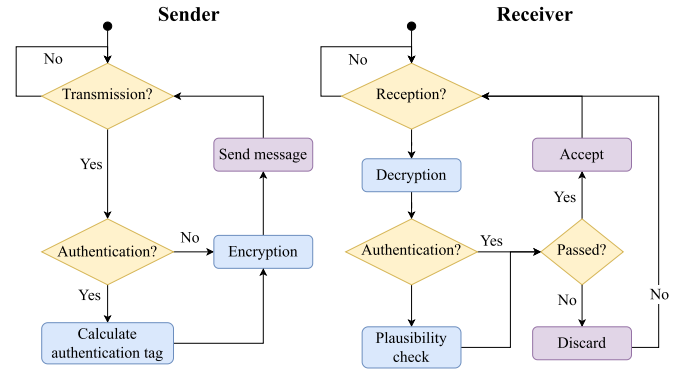 Sender
No
Transmission?
Yes
Send message
Authentication?
No
Encryption
Yes
Calculate
authentication tag
Receiver
No
Reception?
Decryption
Accept
Yes
Authentication?
Yes
Passed?
No
No
Plausibility
check
Discard